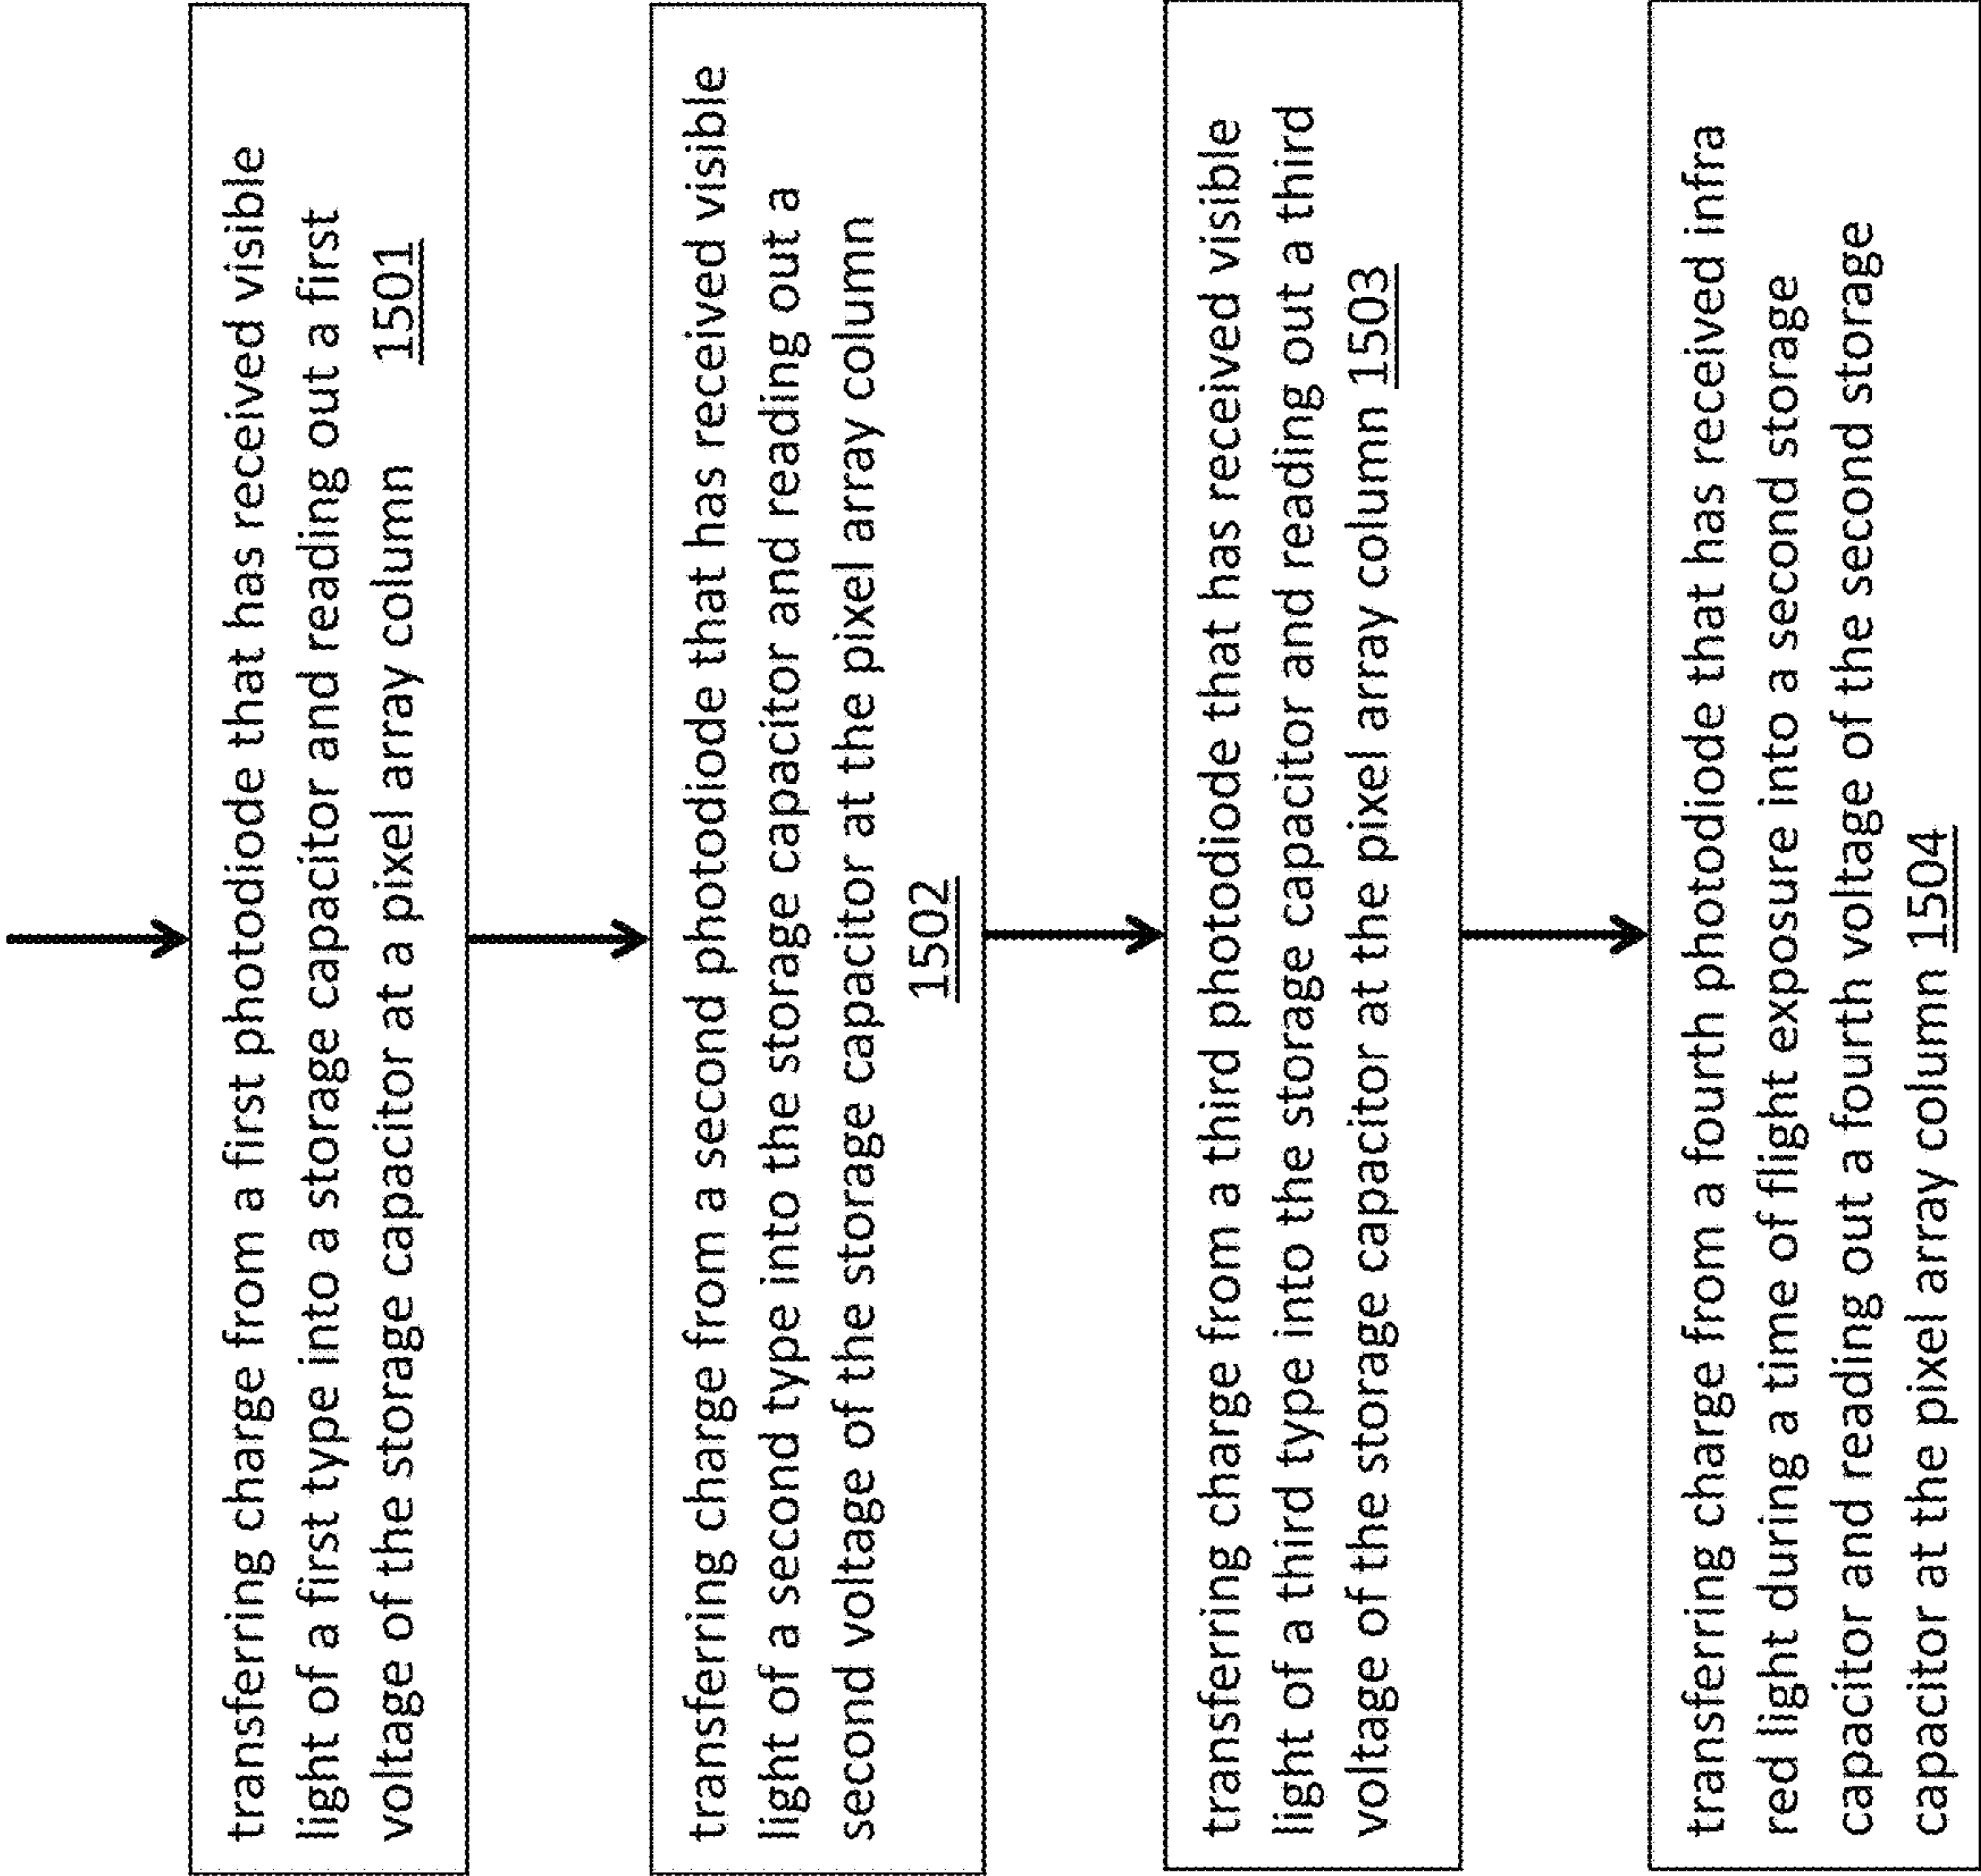 transferring charge from a first photodiode that has received visible
light of a first type into a storage capacitor and reading out a first
voltage of the storage capacitor at a pixel array column 1501
transferring charge from a second photodiode that has received visible
light of a second type into the storage capacitor and reading out a
second voltage of the storage capacitor at the pixel array column
1502
transferring charge from a third photodiode that has received visible
light of a third type into the storage capacitor and reading out a third
voltage of the storage capacitor at the pixel array column 1503
transferring charge from a fourth photodiode that has received infra
red light during a time of flight exposure into a second storage
capacitor and reading out a fourth voltage of the second storage
capacitor at the pixel array column 1504